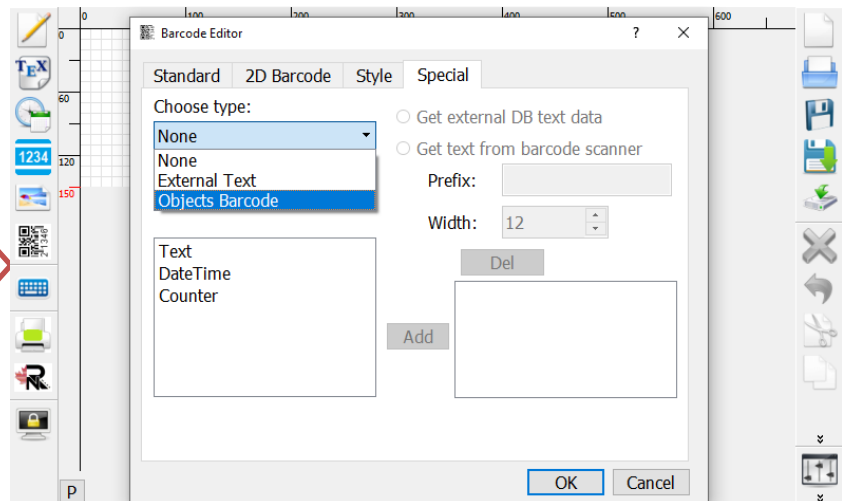 0 100 200 300 400 500 600
Barcode Editor ? ×
0
TEX
Standard 2D Barcode Style Special
60
Choose type:
Get external DB text data
None
Get text from barcode scanner
1234
120
None
External Text
Prefix:
150
Objects Barcode
Width: 12
21346
Text
Del
DateTime
Counter
Add
R
OK Cancel
P